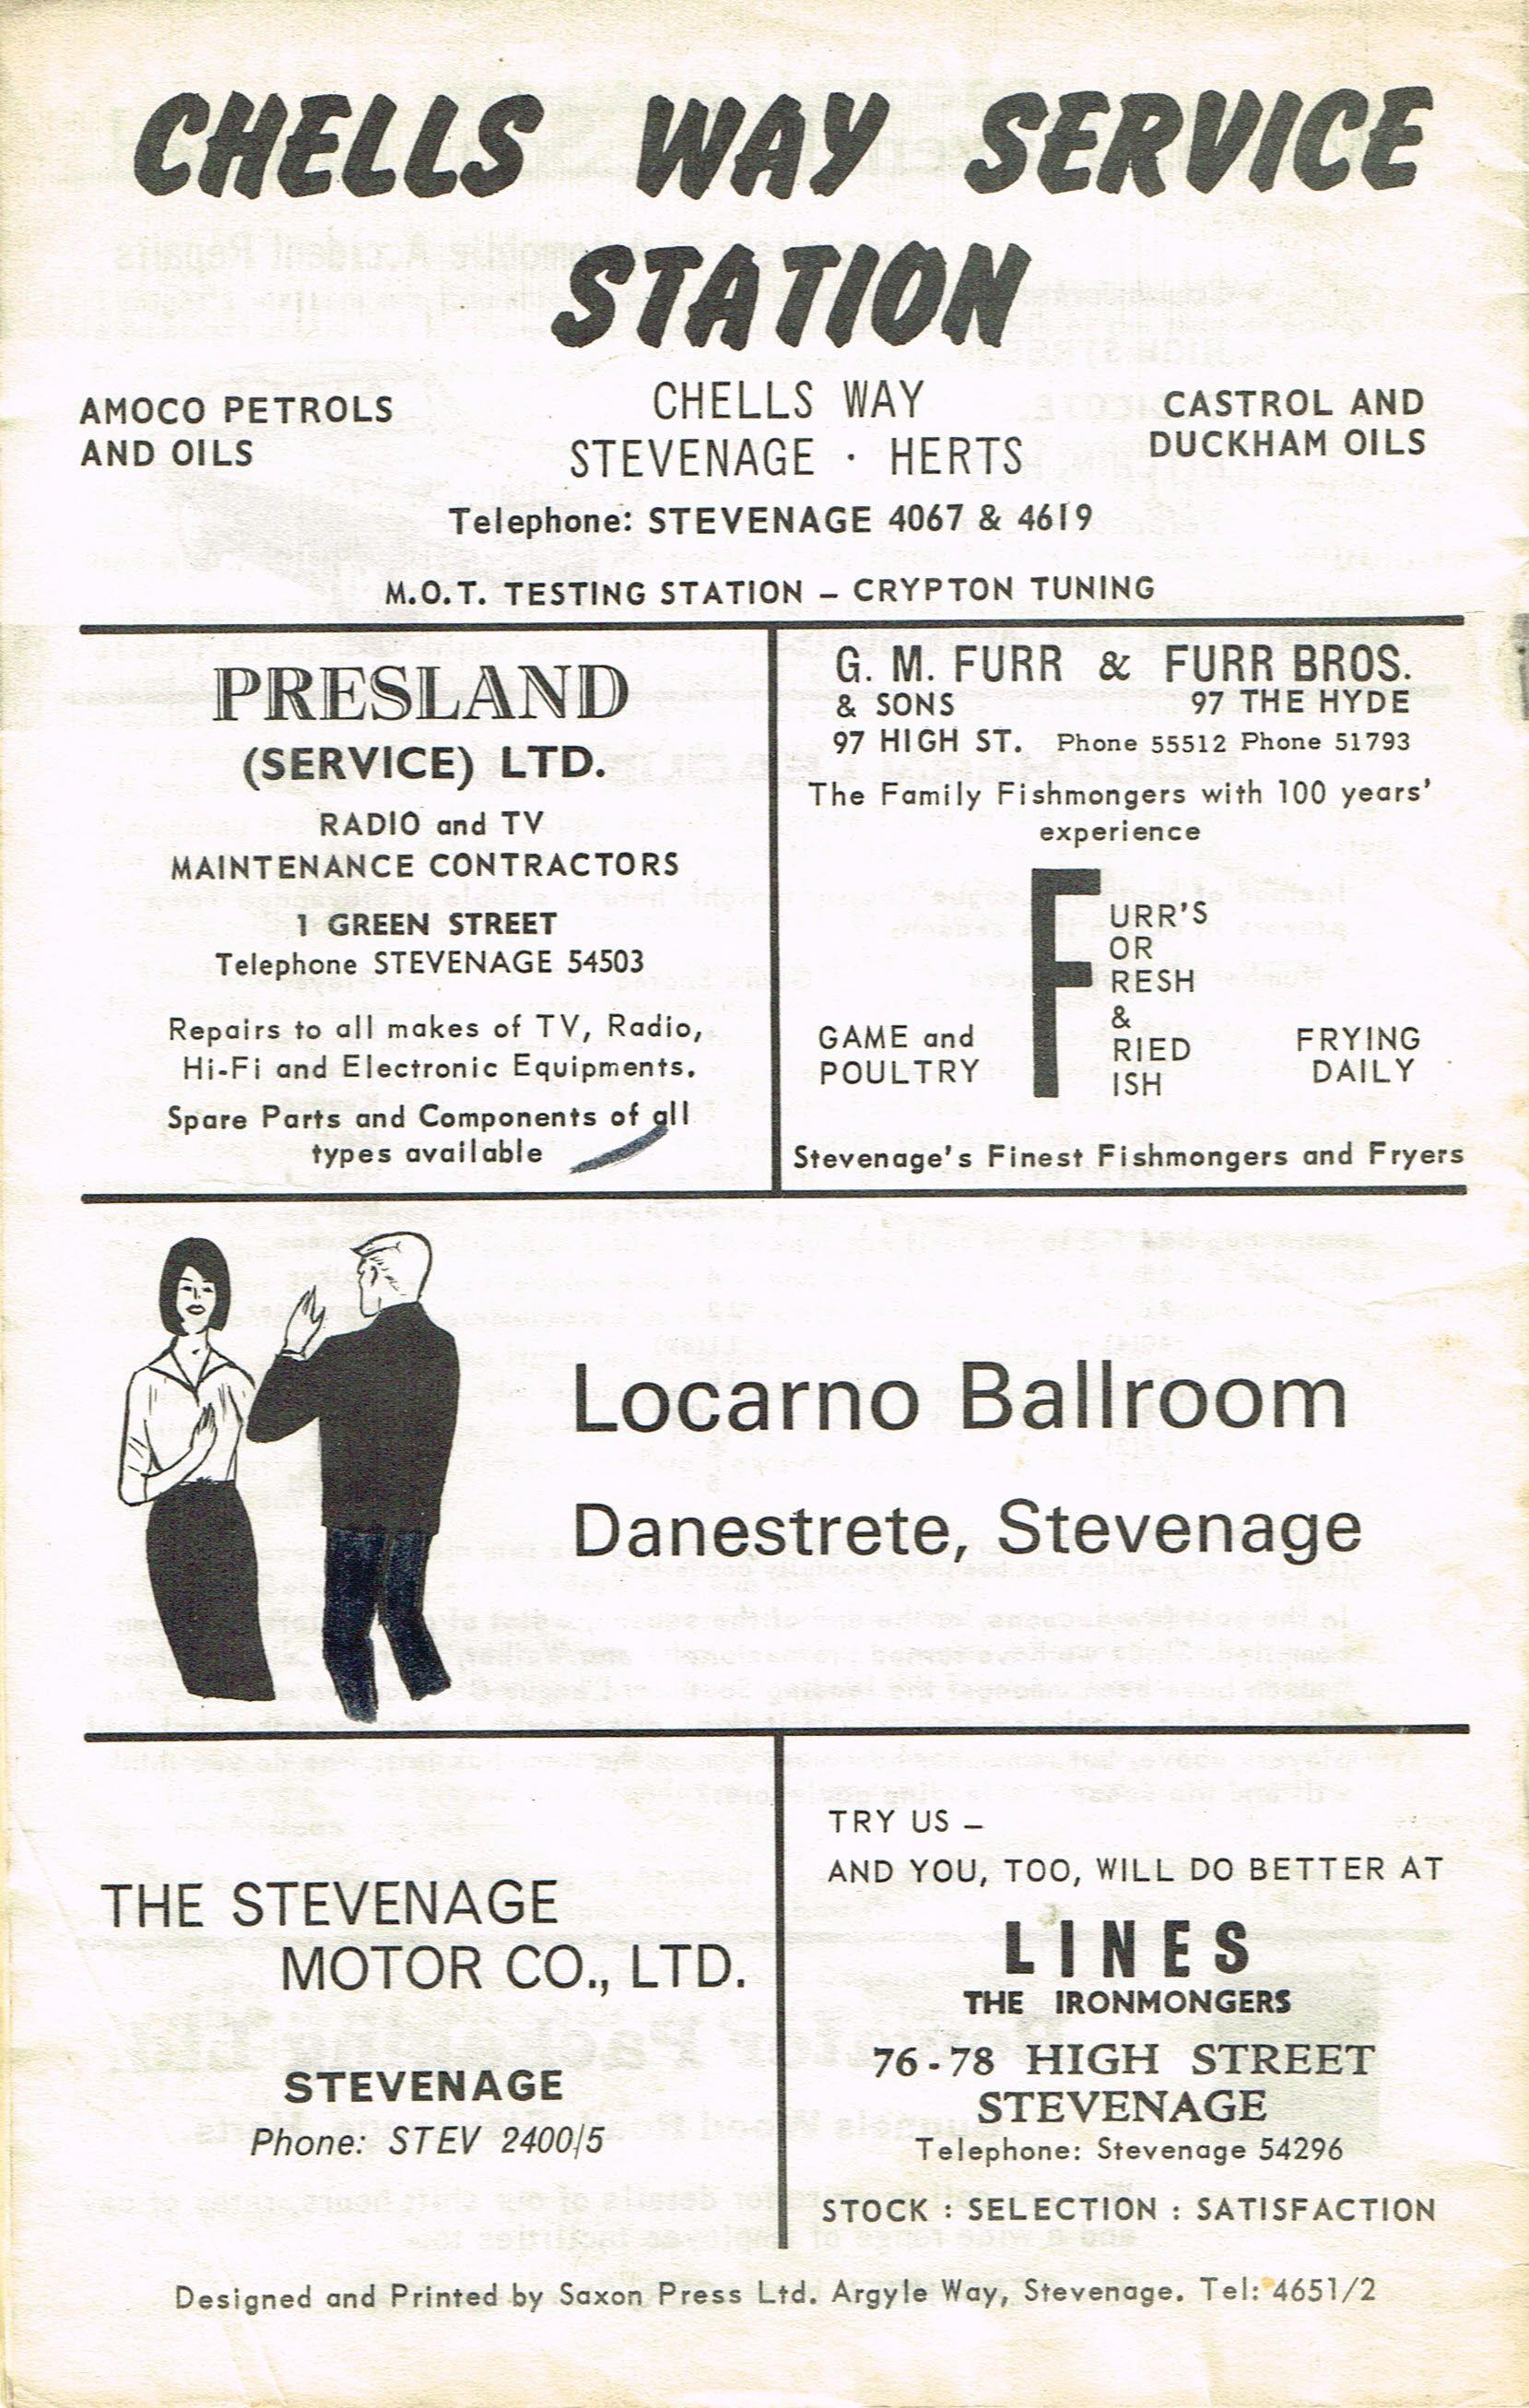 CHELLS WAY SERVICE
STATION
AMOCO PETROLS
AND OILS
CHELLS WAY
STEVENAGE · HERTS
CASTROL AND
DUCKHAM OILS
Telephone: STEVENAGE 4067 & 4619
M.O.T. TESTING STATION – CRYPTON TUNING
PRESLAND
(SERVICE) LTD.
RADIO and TV
MAINTENANCE CONTRACTORS
1 GREEN STREET
Telephone STEVENAGE 54503
Repairs to all makes of TV, Radio,
Hi-Fi and Electronic Equipments.
Spare Parts and Components of all
types available
G. M. FURR & FURR BROS.
& SONS 97 THE HYDE
97 HIGH ST. Phone 55512 Phone 51793
The Family Fishmongers with 100 years'
experience
FURR'S
OR
RESH
&
RIED
ISH
GAME and
POULTRY
FRYING
DAILY
Stevenage's Finest Fishmongers and Fryers
Locarno Ballroom
Danestrete, Stevenage
THE STEVENAGE
MOTOR CO., LTD.
STEVENAGE
Phone: STEV 2400/5
TRY US –
AND YOU, TOO, WILL DO BETTER AT
LINES
THE IRONMONGERS
76-78 HIGH STREET
STEVENAGE
Telephone: Stevenage 54296
STOCK : SELECTION : SATISFACTION
Designed and Printed by Saxon Press Ltd. Argyle Way, Stevenage. Tel: 4651/2